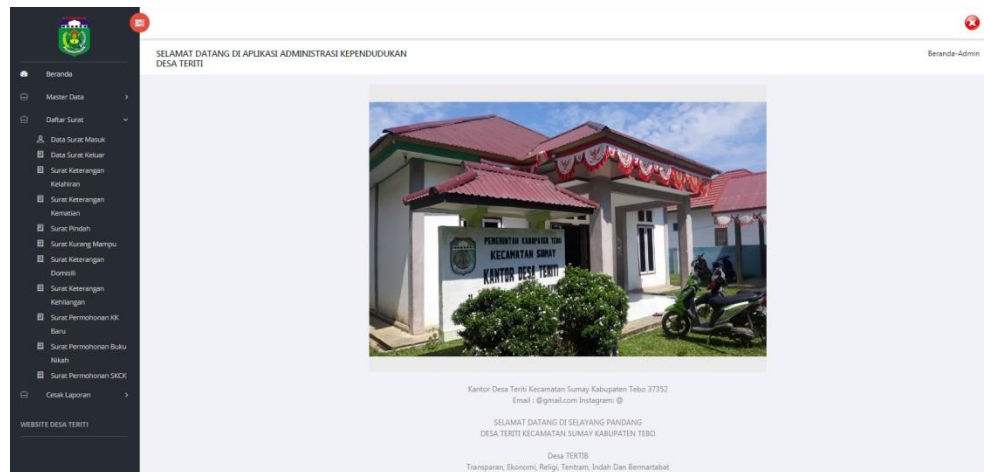 SELAMAT DATANG DI APLIKASI ADMINISTRASI KEPENDUDUKAN
DESA TERITI
Beranda-Admin
Beranda
Master Data
Daftar Surat
Data Surat Masuk
Data Surat Keluar
Surat Keterangan
Kelahiran
Surat Keterangan
Kematian
Surat Pindah
Surat Kurang Mampu
Surat Keterangan
Domisili
Surat Keterangan
Kehilangan
Surat Permohonan KK
Baru
Surat Permohonan Buku
Nikah
Surat Permohonan SKCK
Cetak Laporan
WEBSITE DESA TERITI
PEMERINTAH KABUPATEN TEBO
KECAMATAN SUMAY
KANTOR DESA TERITI
Kantor Desa Teriti Kecamatan Sumay Kabupaten Tebo 37352
Email : @gmail.com Instagram: @
SELAMAT DATANG DI SELAYANG PANDANG
DESA TERITI KECAMATAN SUMAY KABUPATEN TEBO
Desa TERTIB
Transparan, Ekonomi, Religi, Tentram, Indah Dan Bermartabat